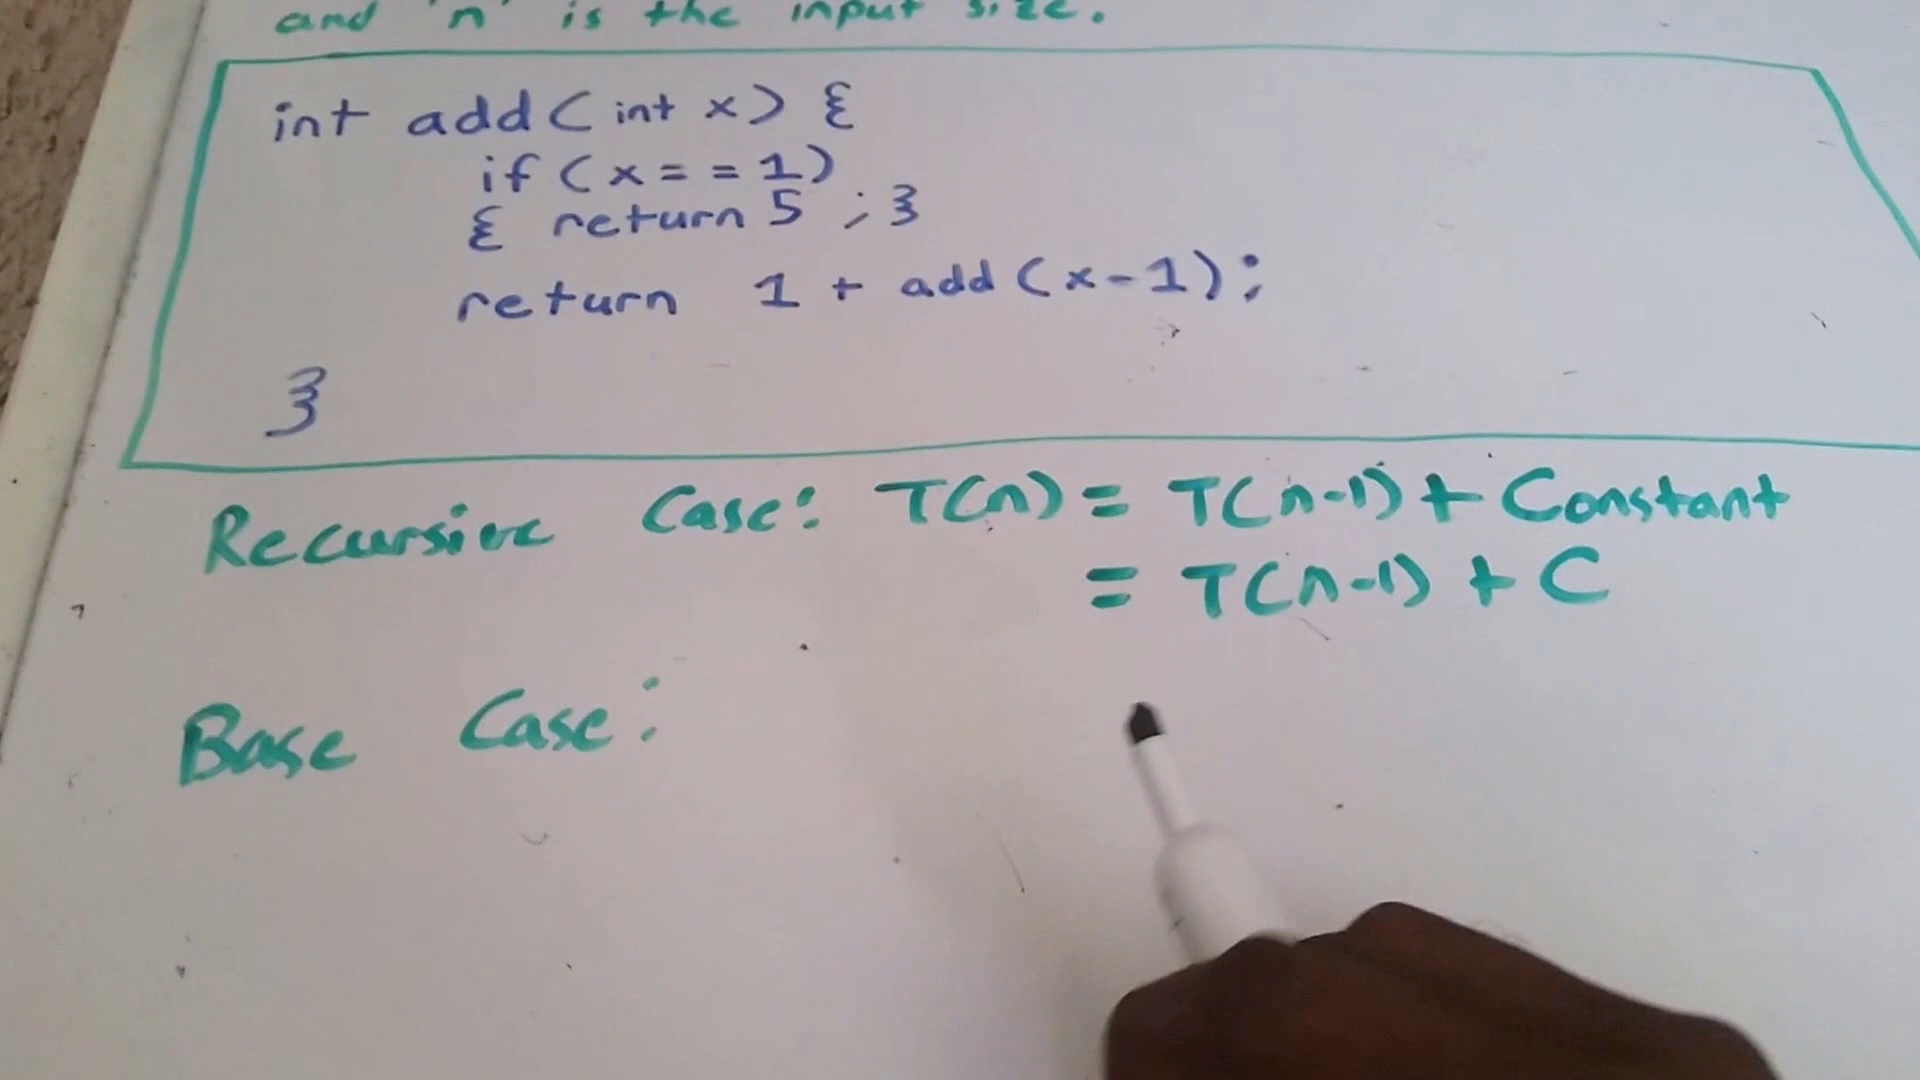 and 'n' is the input size.
int add(int x) {
if (x==1)
{ return 5 ; }
return 1 + add(x-1);
}
Recursive Case: T(n) = T(n-1) + Constant
= T(n-1) + C
Base Case: